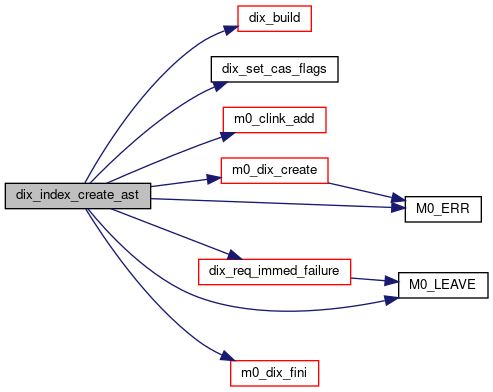 dix_build
dix_set_cas_flags
m0_clink_add
m0_dix_create
dix_index_create_ast
M0_ERR
dix_req_immed_failure
M0_LEAVE
m0_dix_fini